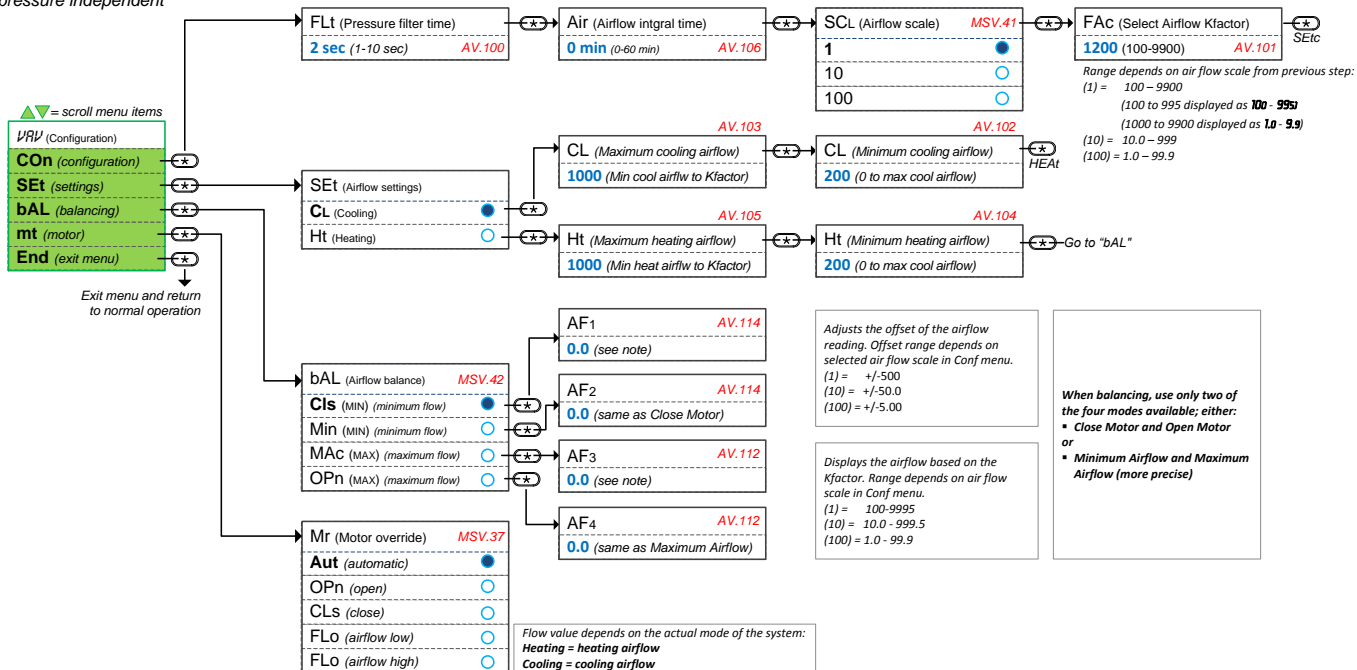 pressure independent
FLt (Pressure filter time)
2 sec (1-10 sec) AV.100
(*)
Air (Airflow intgral time)
0 min (0-60 min) AV.106
(*)
SCL (Airflow scale) MSV.41
1
10
100
(*)
FAc (Select Airflow Kfactor)
1200 (100-9900) AV.101
(*)
SEtc
Range depends on air flow scale from previous step:
(1) = 100 – 9900
(100 to 995 displayed as 100 - 995)
(1000 to 9900 displayed as 1.0 - 9.9)
(10) = 10.0 – 999
(100) = 1.0 – 99.9
= scroll menu items
VAV (Configuration)
COn (configuration) (*)
SEt (settings) (*)
bAL (balancing) (*)
mt (motor) (*)
End (exit menu) (*)
Exit menu and return
to normal operation
SEt (Airflow settings)
CL (Cooling) (*)
Ht (Heating) (*)
AV.103
CL (Maximum cooling airflow)
1000 (Min cool airflw to Kfactor)
(*)
AV.102
CL (Minimum cooling airflow)
200 (0 to max cool airflow)
(*)
HEAt
AV.105
Ht (Maximum heating airflow)
1000 (Min heat airflw to Kfactor)
(*)
AV.104
Ht (Minimum heating airflow)
200 (0 to max cool airflow)
(*) Go to "bAL"
bAL (Airflow balance) MSV.42
Cls (MIN) (minimum flow) (*)
Min (MIN) (minimum flow) (*)
MAc (MAX) (maximum flow) (*)
OPn (MAX) (maximum flow) (*)
AF1 AV.114
0.0 (see note)
AF2 AV.114
0.0 (same as Close Motor)
AF3 AV.112
0.0 (see note)
AF4 AV.112
0.0 (same as Maximum Airflow)
Adjusts the offset of the airflow
reading. Offset range depends on
selected air flow scale in Conf menu.
(1) = +/-500
(10) = +/-50.0
(100) = +/-5.00
Displays the airflow based on the
Kfactor. Range depends on air flow
scale in Conf menu.
(1) = 100-9995
(10) = 10.0 - 999.5
(100) = 1.0 - 99.9
When balancing, use only two of
the four modes available; either:
▪ Close Motor and Open Motor
or
▪ Minimum Airflow and Maximum
Airflow (more precise)
Mr (Motor override) MSV.37
Aut (automatic)
OPn (open)
CLs (close)
FLo (airflow low)
FLo (airflow high)
Flow value depends on the actual mode of the system:
Heating = heating airflow
Cooling = cooling airflow